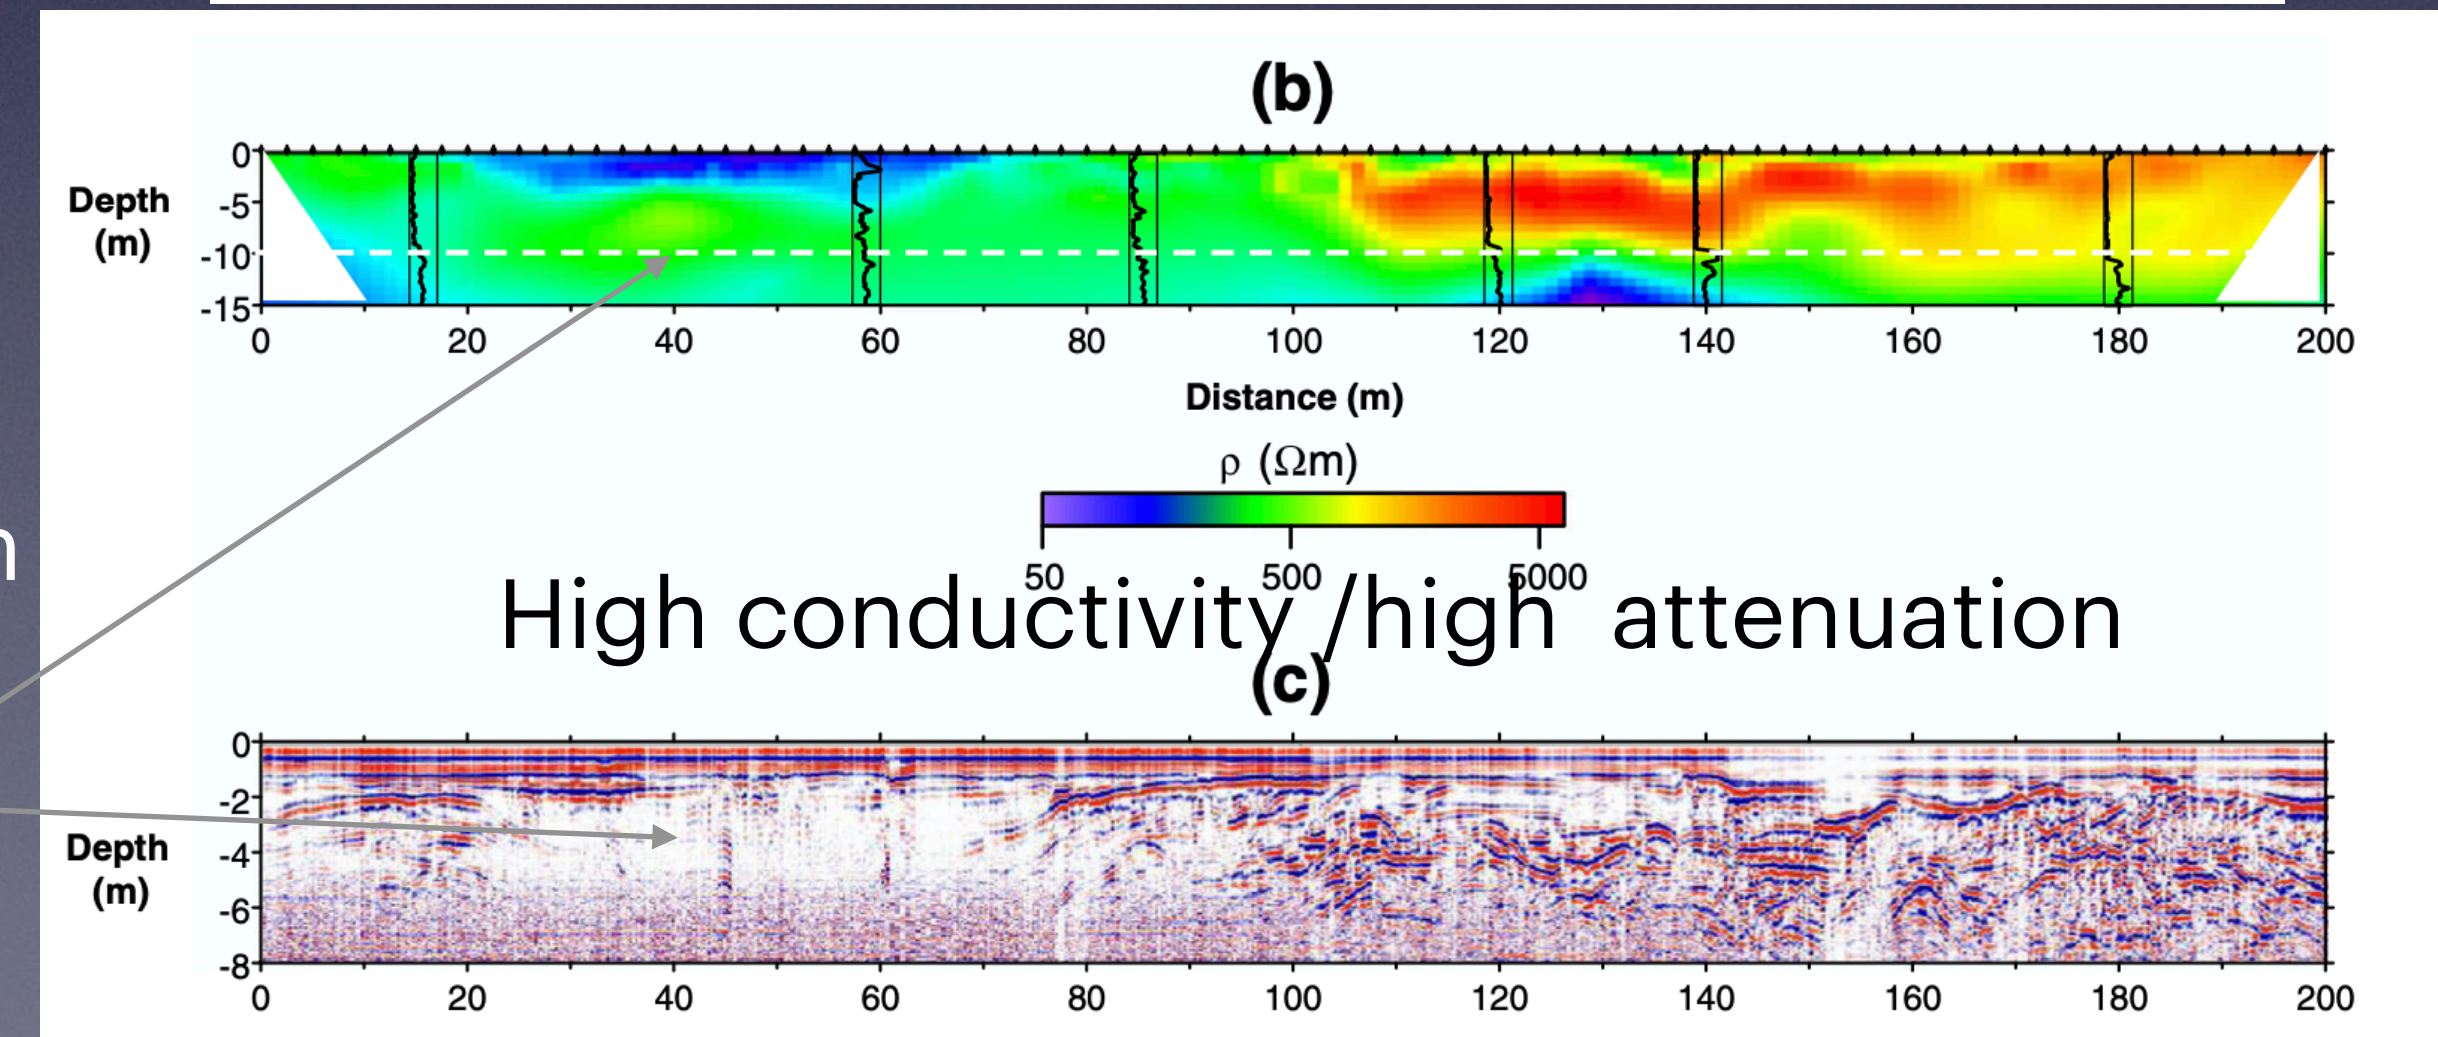 (b)
0
Depth
(m)
-5
-10
-15
0 20 40 60 80 100 120 140 160 180 200
Distance (m)
ρ (Ωm)
50 500 5000
n
High conductivity /high attenuation
(c)
0
-2
Depth
(m)
-4
-6
-8
0 20 40 60 80 100 120 140 160 180 200